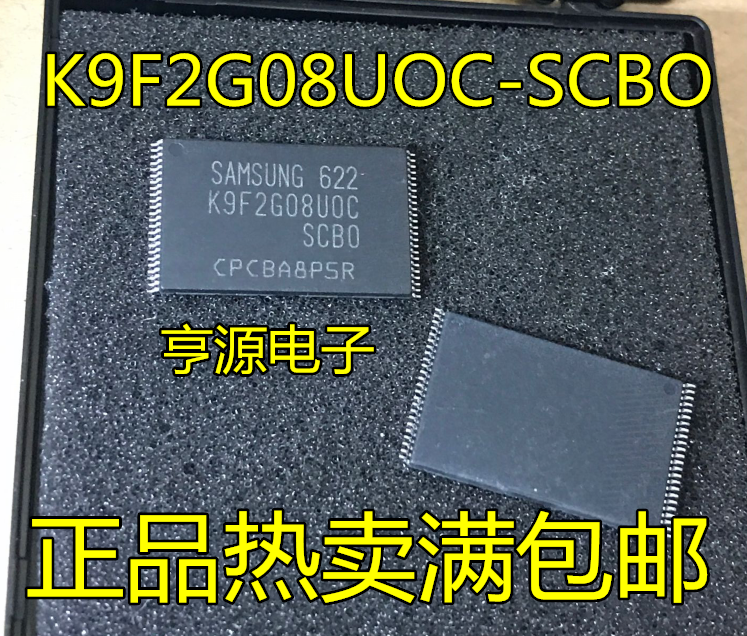 K9F2G08UOC-SCBO
SAMSUNG 622
K9F2G08U0C
SCB0
CPCBA8P5R
亨源电子
正品热卖满包邮